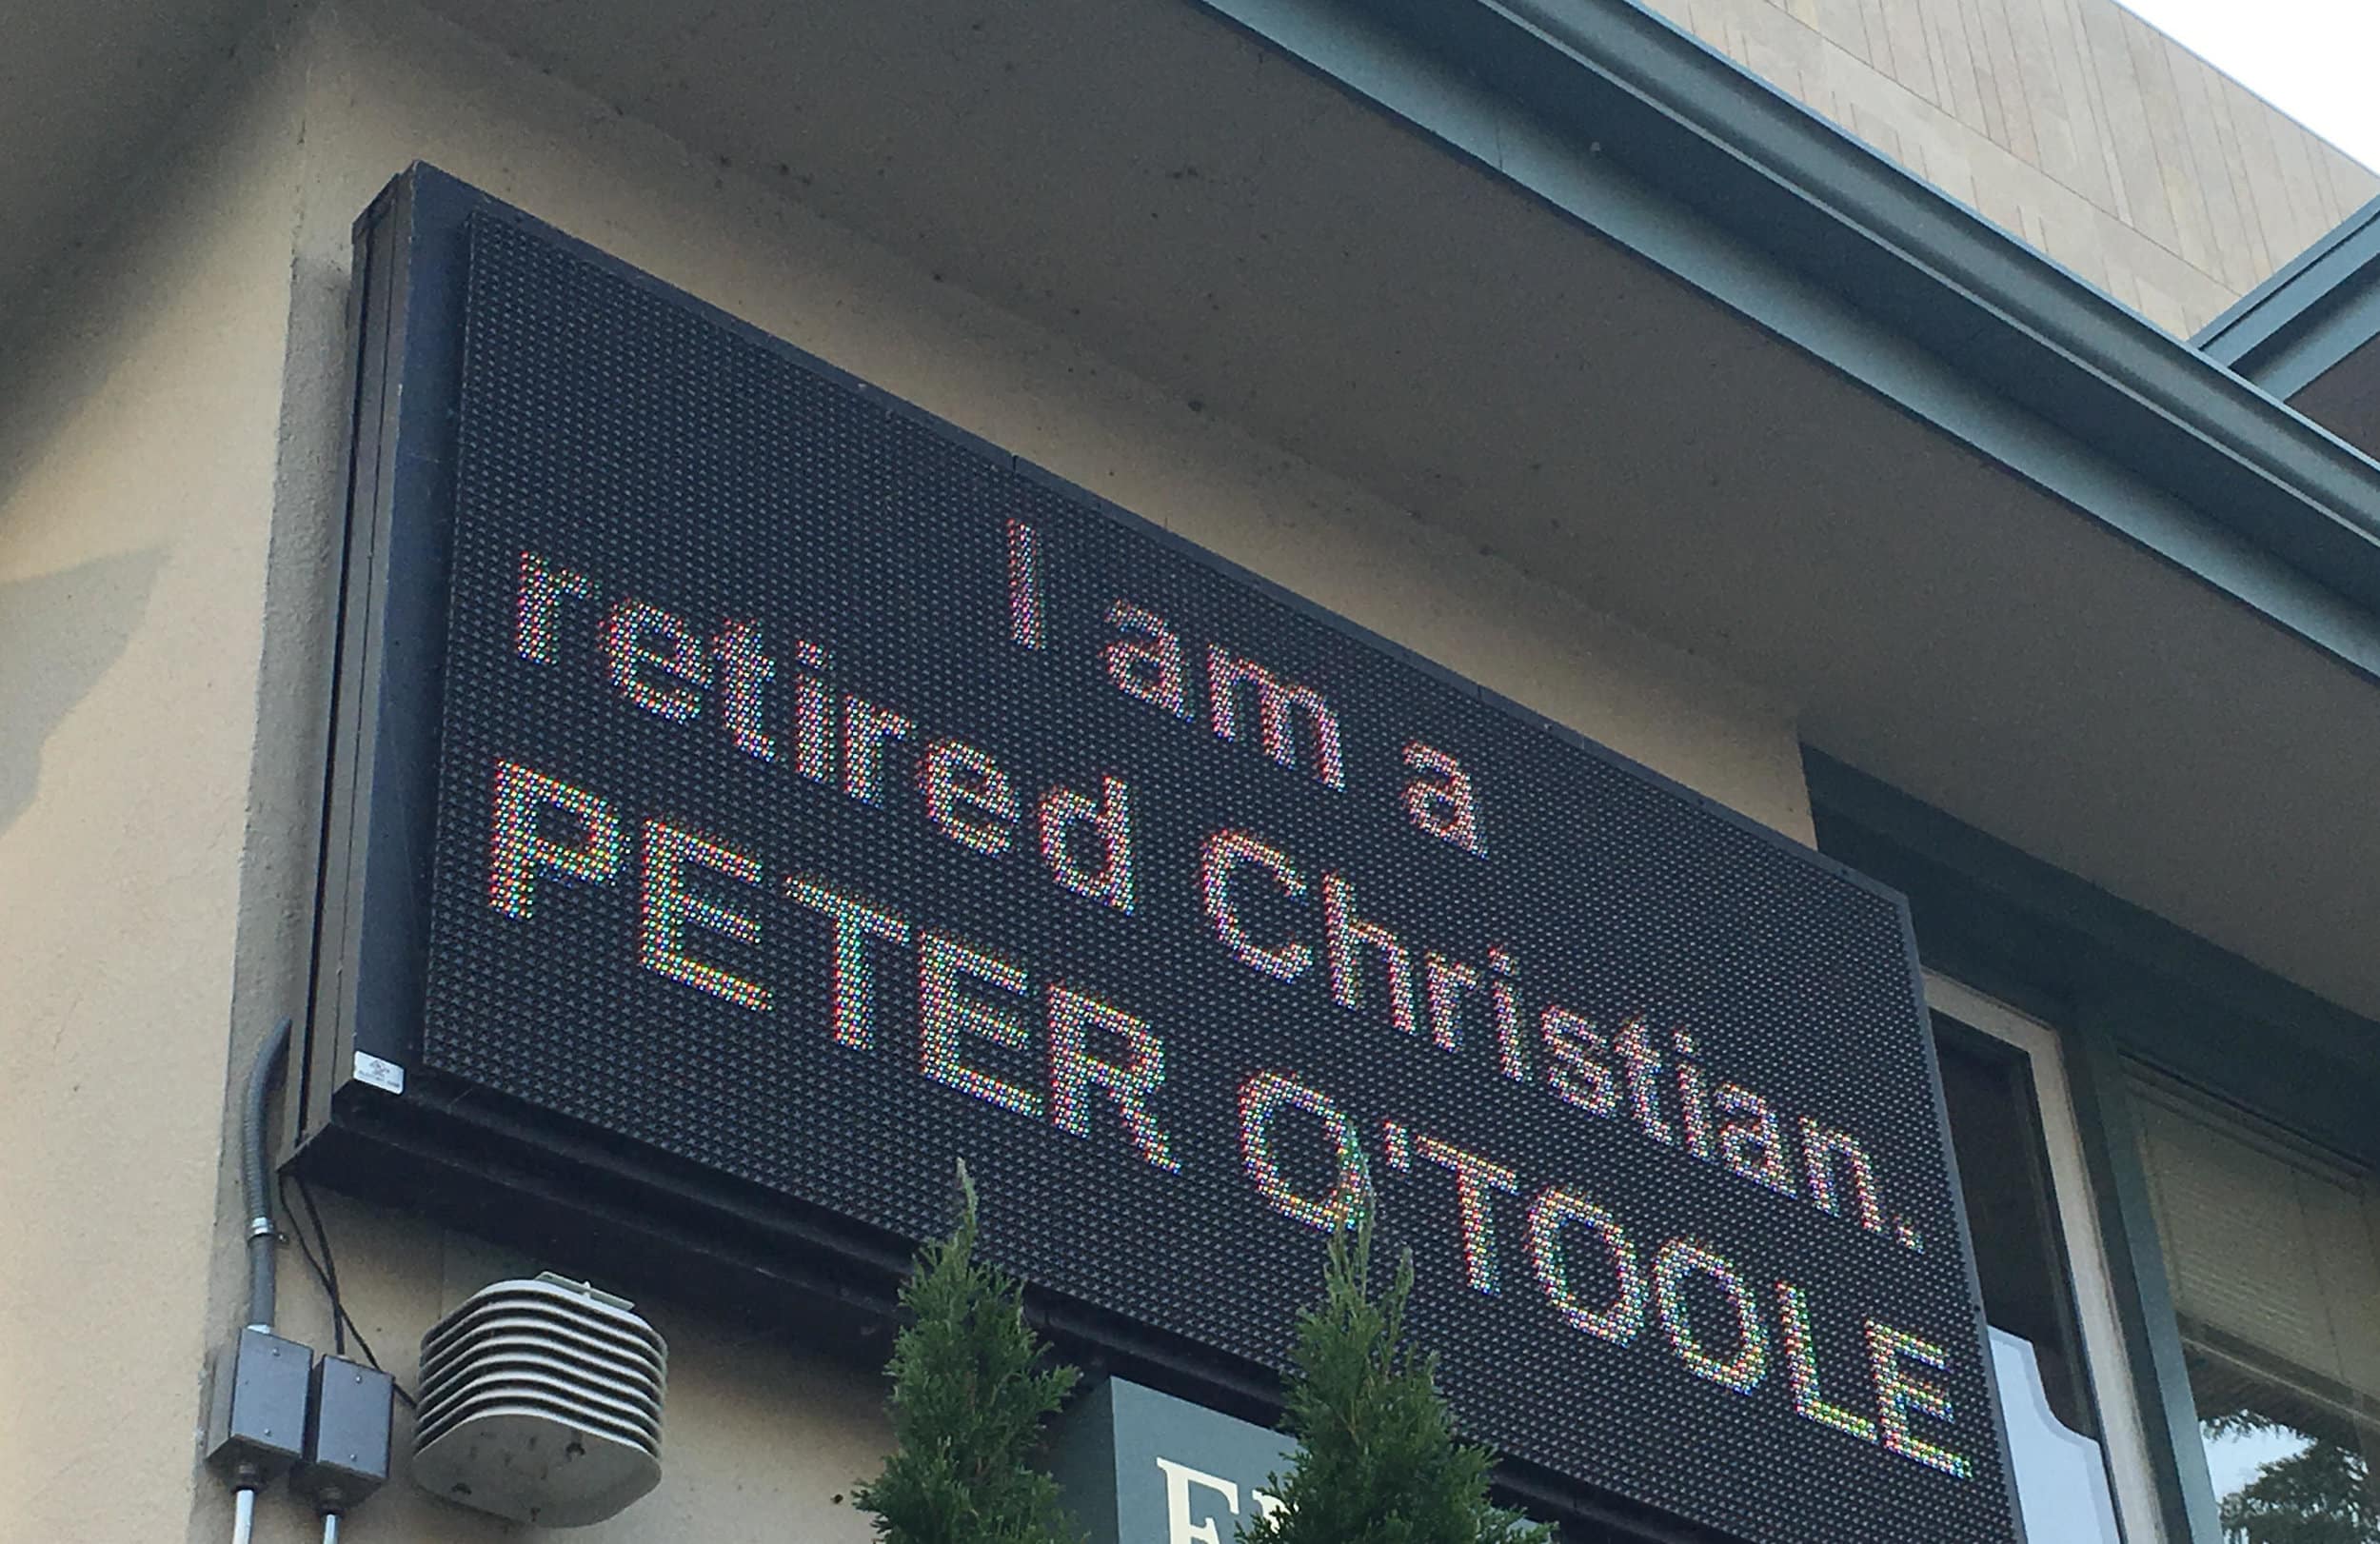 I am a
retired Christian.
PETER O'TOOLE